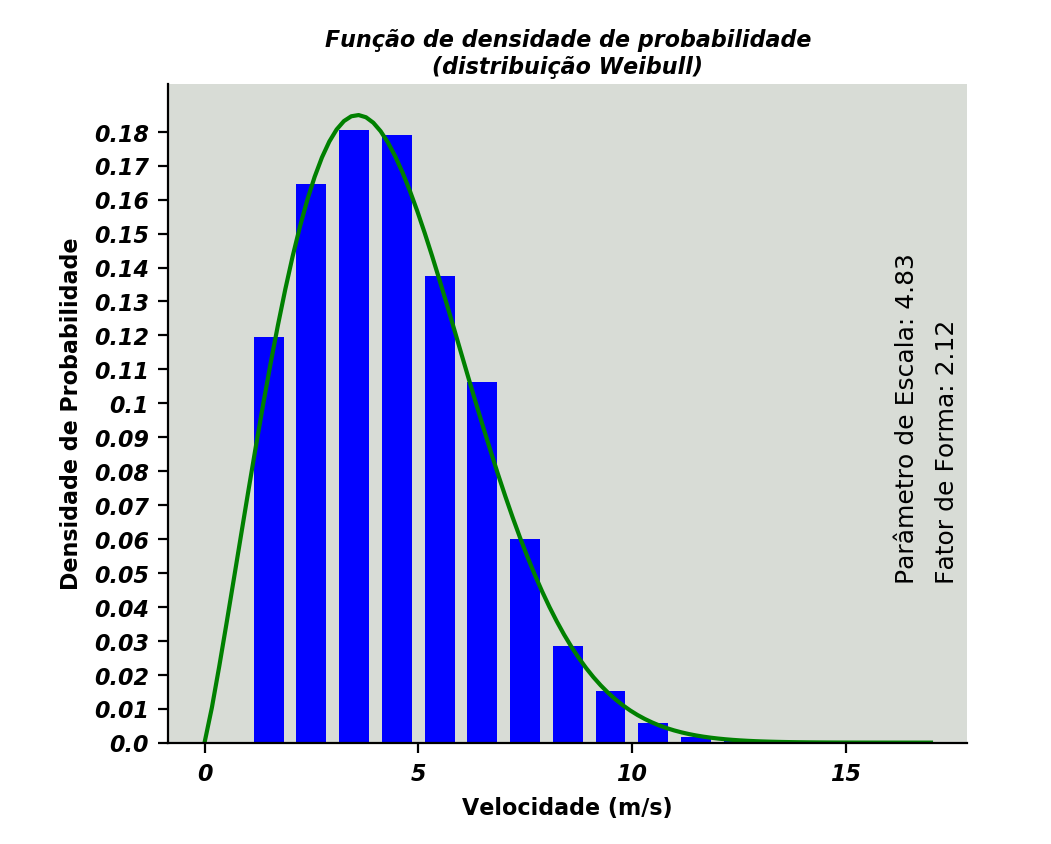 Função de densidade de probabilidade
(distribuição Weibull)
Densidade de Probabilidade
0.18
0.17
0.16
0.15
0.14
0.13
0.12
0.11
0.1
0.09
0.08
0.07
0.06
0.05
0.04
0.03
0.02
0.01
0.0
Parâmetro de Escala: 4.83
Fator de Forma: 2.12
0 5 10 15
Velocidade (m/s)